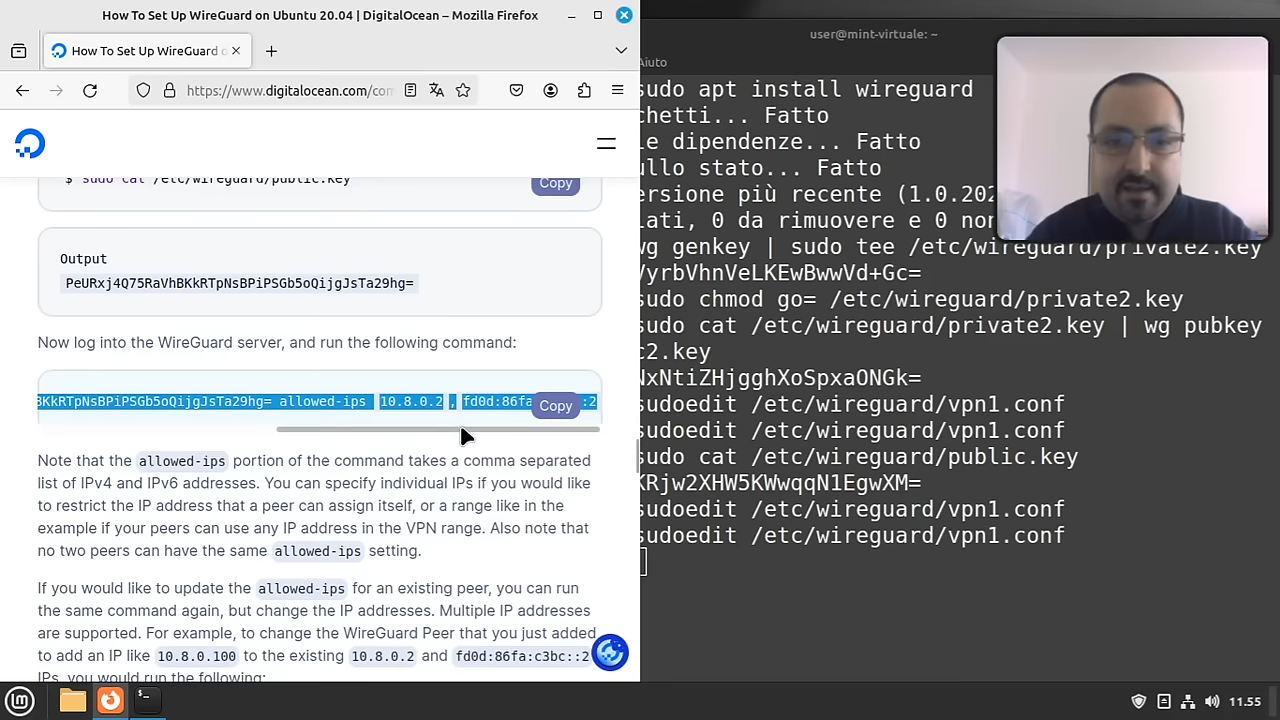 How To Set Up WireGuard on Ubuntu 20.04 | DigitalOcean – Mozilla Firefox
How To Set Up WireGuard o
https://www.digitalocean.com/com
$ sudo cat /etc/wireguard/public.key
Copy
Output
PeURxj4Q75RaVhBKkRTpNsBPiPSGb5oQijgJsTa29hg=
Now log into the WireGuard server, and run the following command:
BKkRTpNsBPiPSGb5oQijgJsTa29hg= allowed-ips 10.8.0.2 , fd0d:86fa :2
Copy
Note that the allowed-ips portion of the command takes a comma separated
list of IPv4 and IPv6 addresses. You can specify individual IPs if you would
like to restrict the IP address that a peer can assign itself, or a range like in the
example if your peers can use any IP address in the VPN range. Also note that
no two peers can have the same allowed-ips setting.
If you would like to update the allowed-ips for an existing peer, you can run
the same command again, but change the IP addresses. Multiple IP addresses
are supported. For example, to change the WireGuard Peer that you just added
to add an IP like 10.8.0.100 to the existing 10.8.0.2 and fd0d:86fa:c3bc::2
IPs, you would run the following:
user@mint-virtuale: ~
Aiuto
sudo apt install wireguard
chetti... Fatto
le dipendenze... Fatto
ullo stato... Fatto
ersione più recente (1.0.202
lati, 0 da rimuovere e 0 non
wg genkey | sudo tee /etc/wireguard/private2.key
VyrbVhnVeLKEwBwwVd+Gc=
sudo chmod go= /etc/wireguard/private2.key
sudo cat /etc/wireguard/private2.key | wg pubkey
c2.key
NxNtiZHjgghXoSpxaONGk=
sudoedit /etc/wireguard/vpn1.conf
sudoedit /etc/wireguard/vpn1.conf
sudo cat /etc/wireguard/public.key
KRjw2XHW5KWwqqN1EgwXM=
sudoedit /etc/wireguard/vpn1.conf
sudoedit /etc/wireguard/vpn1.conf
11.55